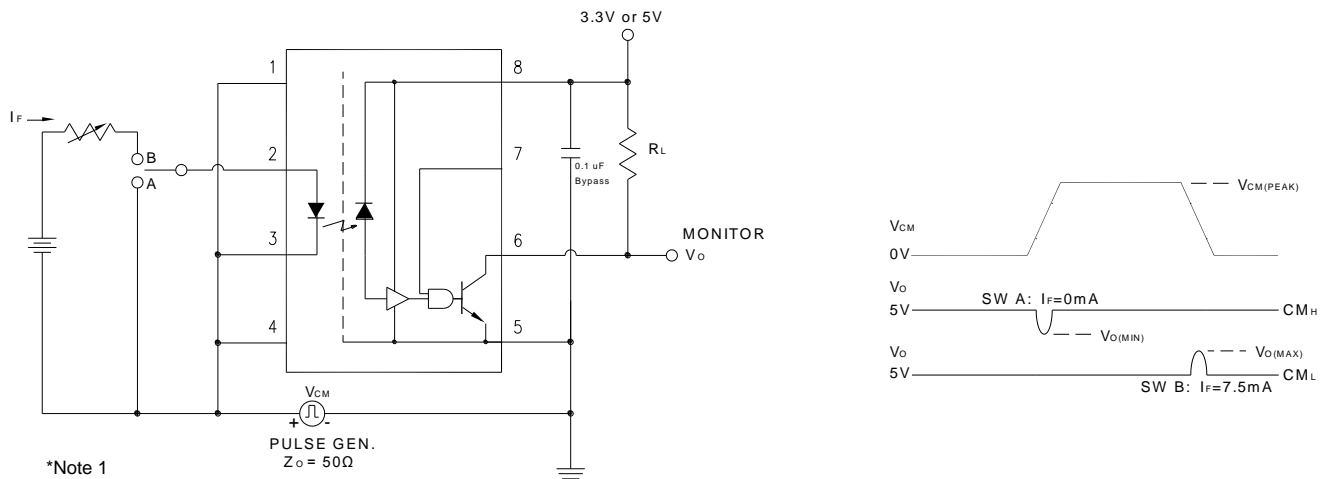 3.3V or 5V
1
8
IF
B
2
7
0.1 uF
Bypass
RL
A
VCM(PEAK)
3
6
MONITOR
VO
VCM
0V
VO
SW A: IF=0mA
5V
CMH
4
5
VO(MIN)
VO
VO(MAX)
5V
CML
SW B: IF=7.5mA
VCM
+
-
PULSE GEN.
ZO = 50Ω
*Note 1